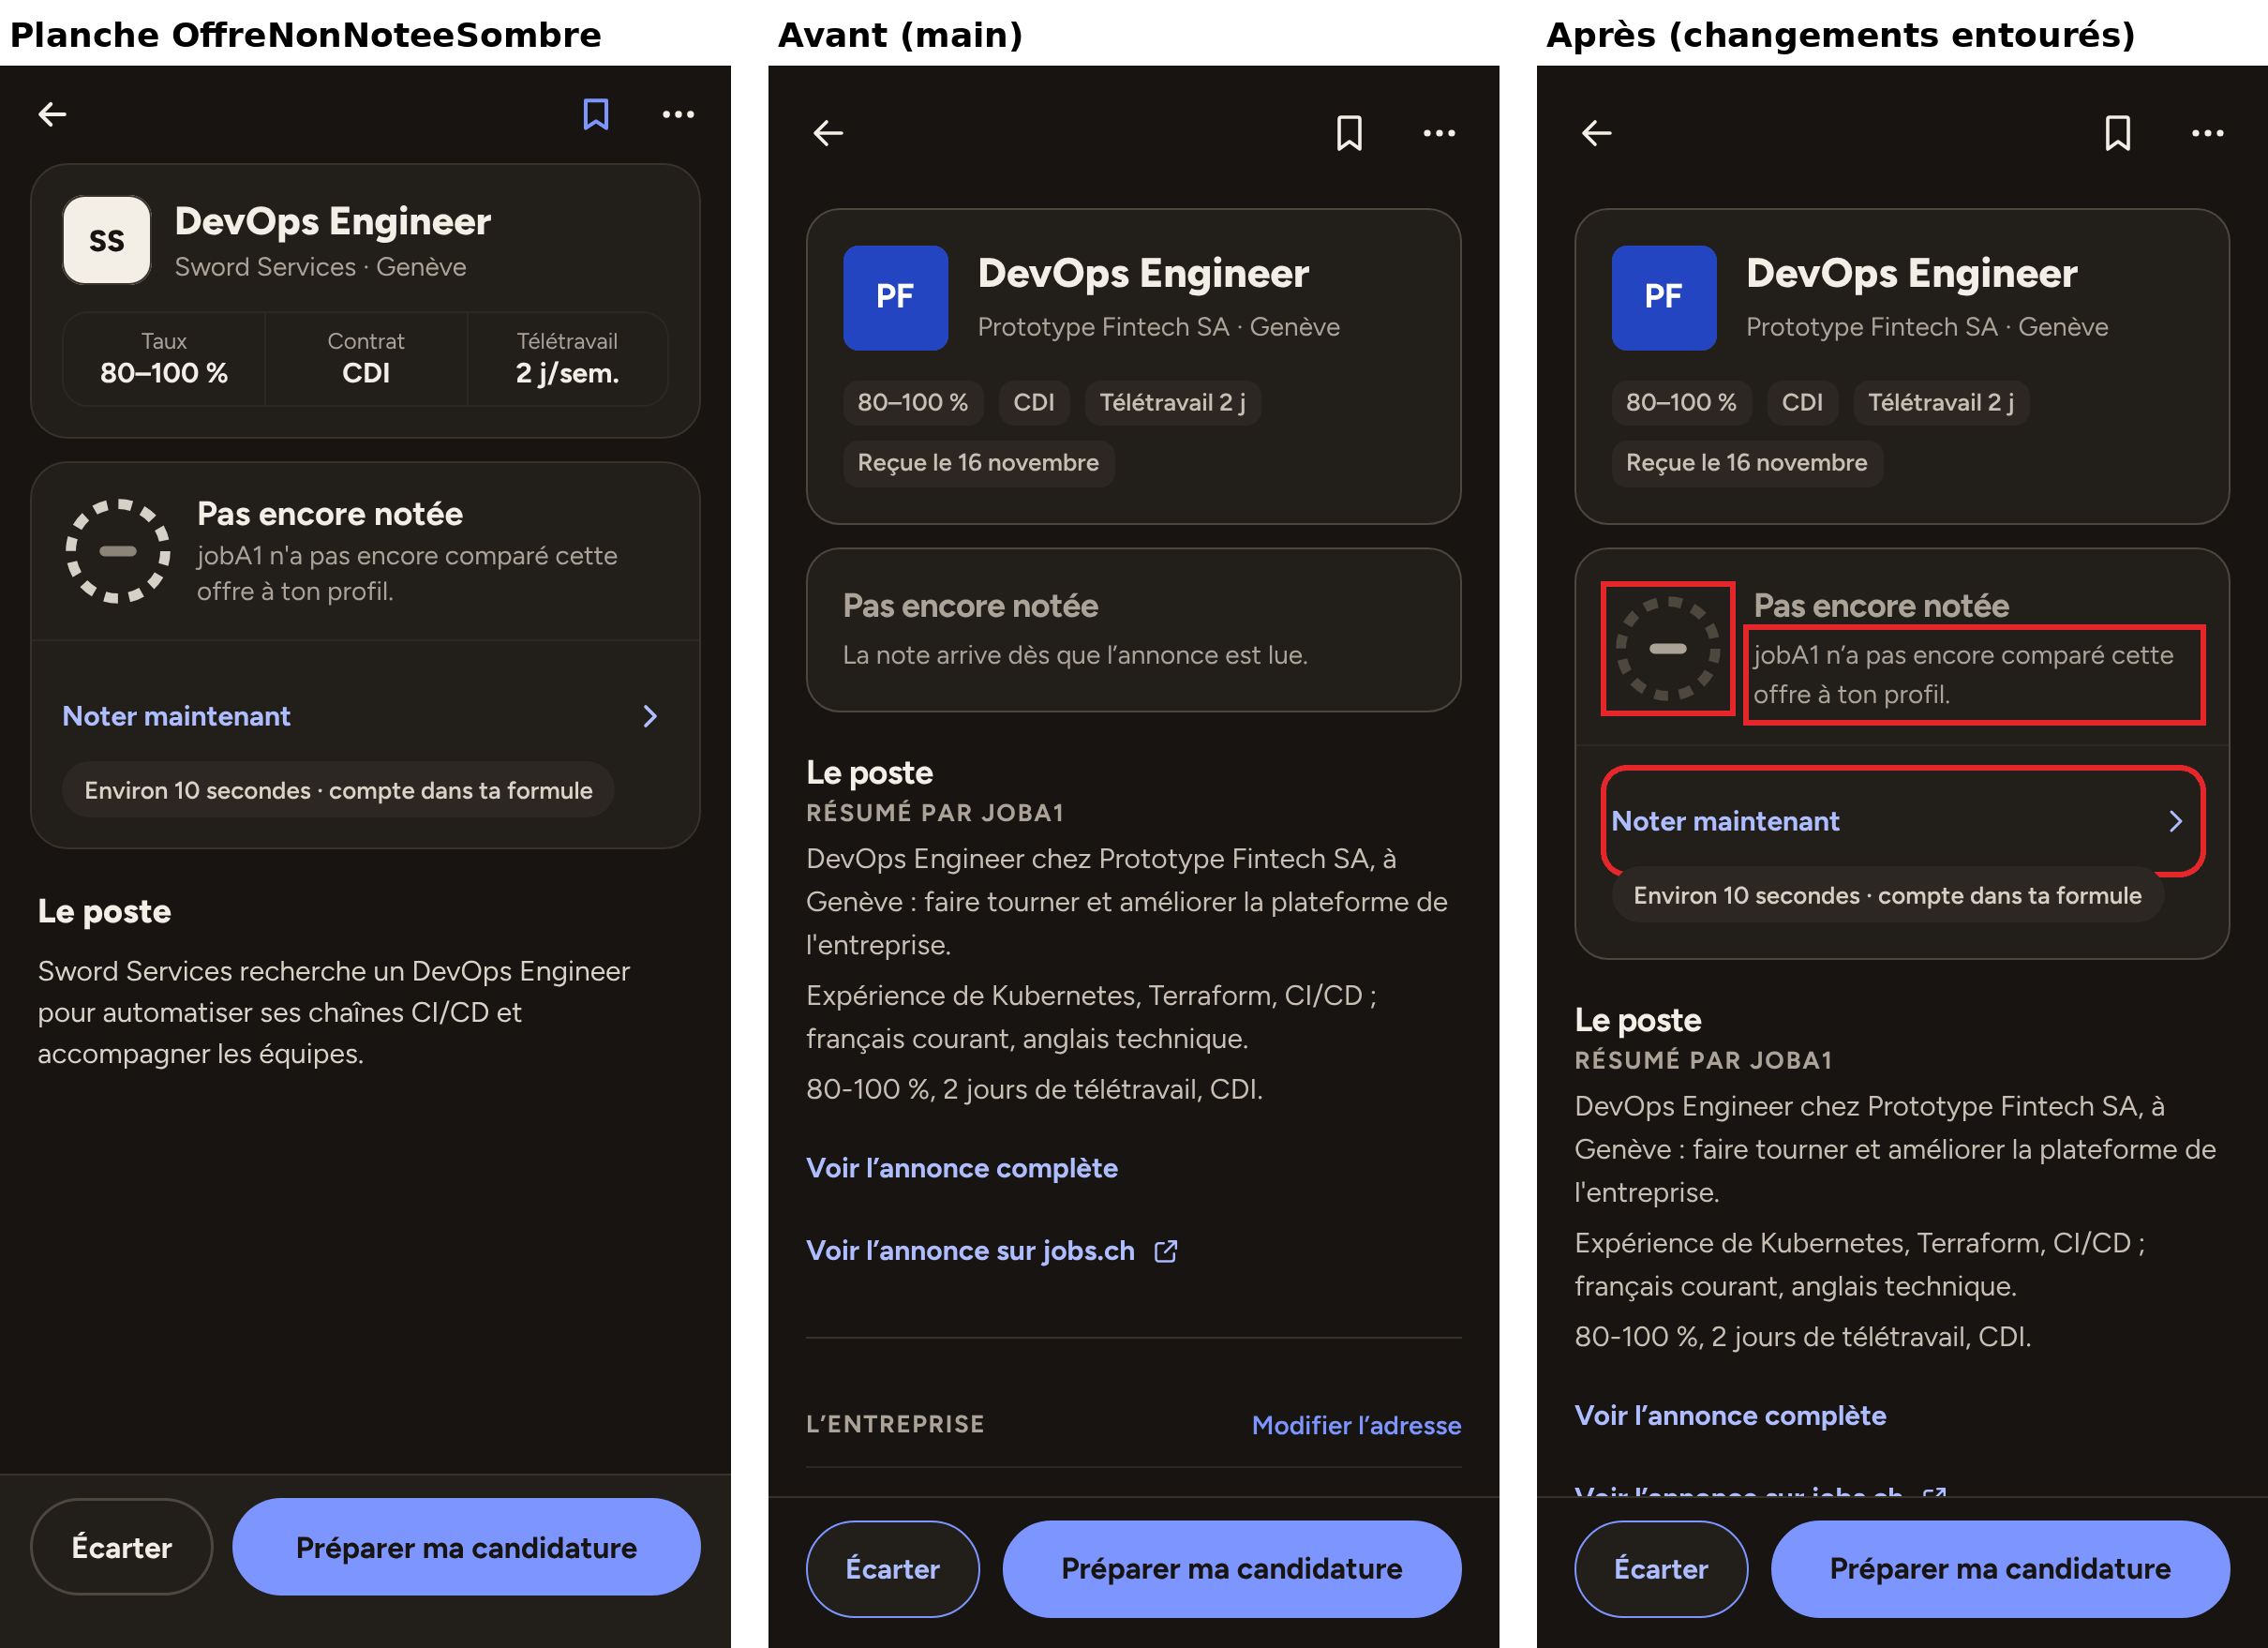 Planche OffreNonNoteeSombre
SS
DevOps Engineer
Sword Services · Genève
Taux
80–100 %
Contrat
CDI
Télétravail
2 j/sem.
Pas encore notée
jobA1 n'a pas encore comparé cette
offre à ton profil.
Noter maintenant
Environ 10 secondes · compte dans ta formule
Le poste
Sword Services recherche un DevOps Engineer
pour automatiser ses chaînes CI/CD et
accompagner les équipes.
Écarter
Préparer ma candidature
Avant (main)
PF
DevOps Engineer
Prototype Fintech SA · Genève
80–100 %
CDI
Télétravail 2 j
Reçue le 16 novembre
Pas encore notée
La note arrive dès que l’annonce est lue.
Le poste
RÉSUMÉ PAR JOBA1
DevOps Engineer chez Prototype Fintech SA, à
Genève : faire tourner et améliorer la plateforme de
l'entreprise.
Expérience de Kubernetes, Terraform, CI/CD ;
français courant, anglais technique.
80-100 %, 2 jours de télétravail, CDI.
Voir l’annonce complète
Voir l’annonce sur jobs.ch
L’ENTREPRISE
Modifier l’adresse
Écarter
Préparer ma candidature
Après (changements entourés)
PF
DevOps Engineer
Prototype Fintech SA · Genève
80–100 %
CDI
Télétravail 2 j
Reçue le 16 novembre
Pas encore notée
jobA1 n’a pas encore comparé cette
offre à ton profil.
Noter maintenant
Environ 10 secondes · compte dans ta formule
Le poste
RÉSUMÉ PAR JOBA1
DevOps Engineer chez Prototype Fintech SA, à
Genève : faire tourner et améliorer la plateforme de
l'entreprise.
Expérience de Kubernetes, Terraform, CI/CD ;
français courant, anglais technique.
80-100 %, 2 jours de télétravail, CDI.
Voir l’annonce complète
Voir l’annonce sur jobs.ch
Écarter
Préparer ma candidature